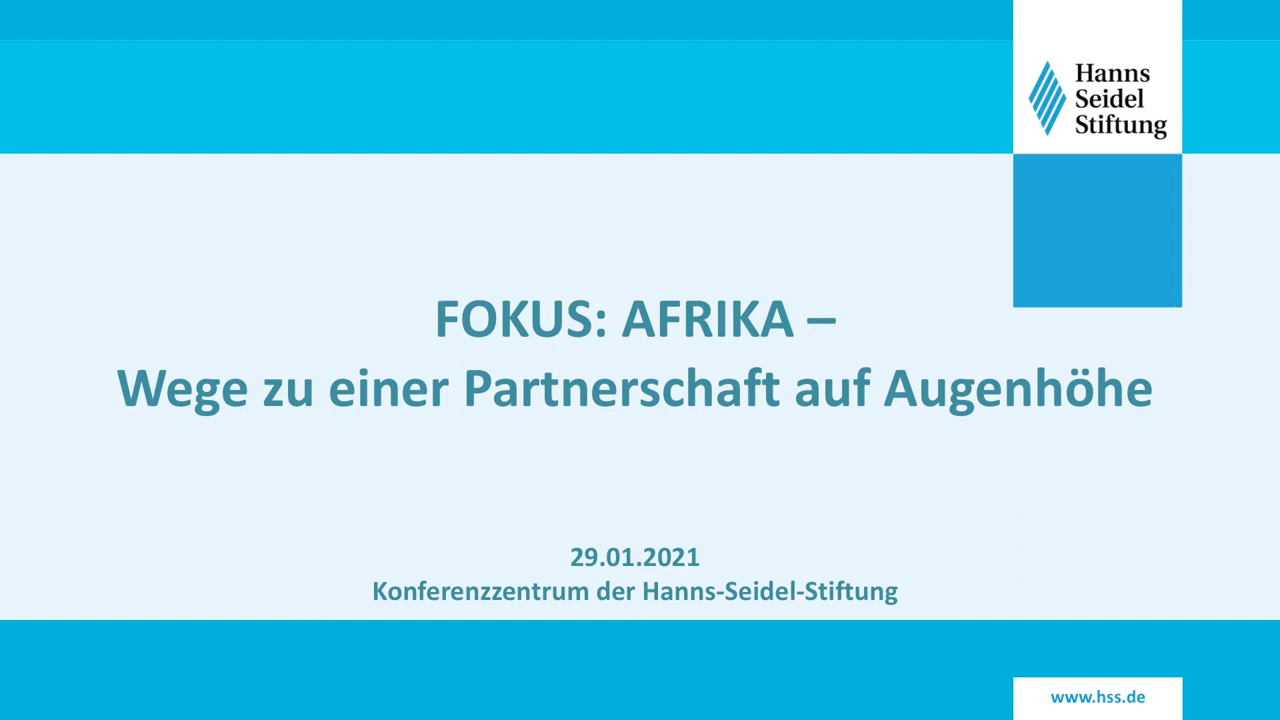 Hanns
Seidel
Stiftung
FOKUS: AFRIKA –
Wege zu einer Partnerschaft auf Augenhöhe
29.01.2021
Konferenzzentrum der Hanns-Seidel-Stiftung
www.hss.de